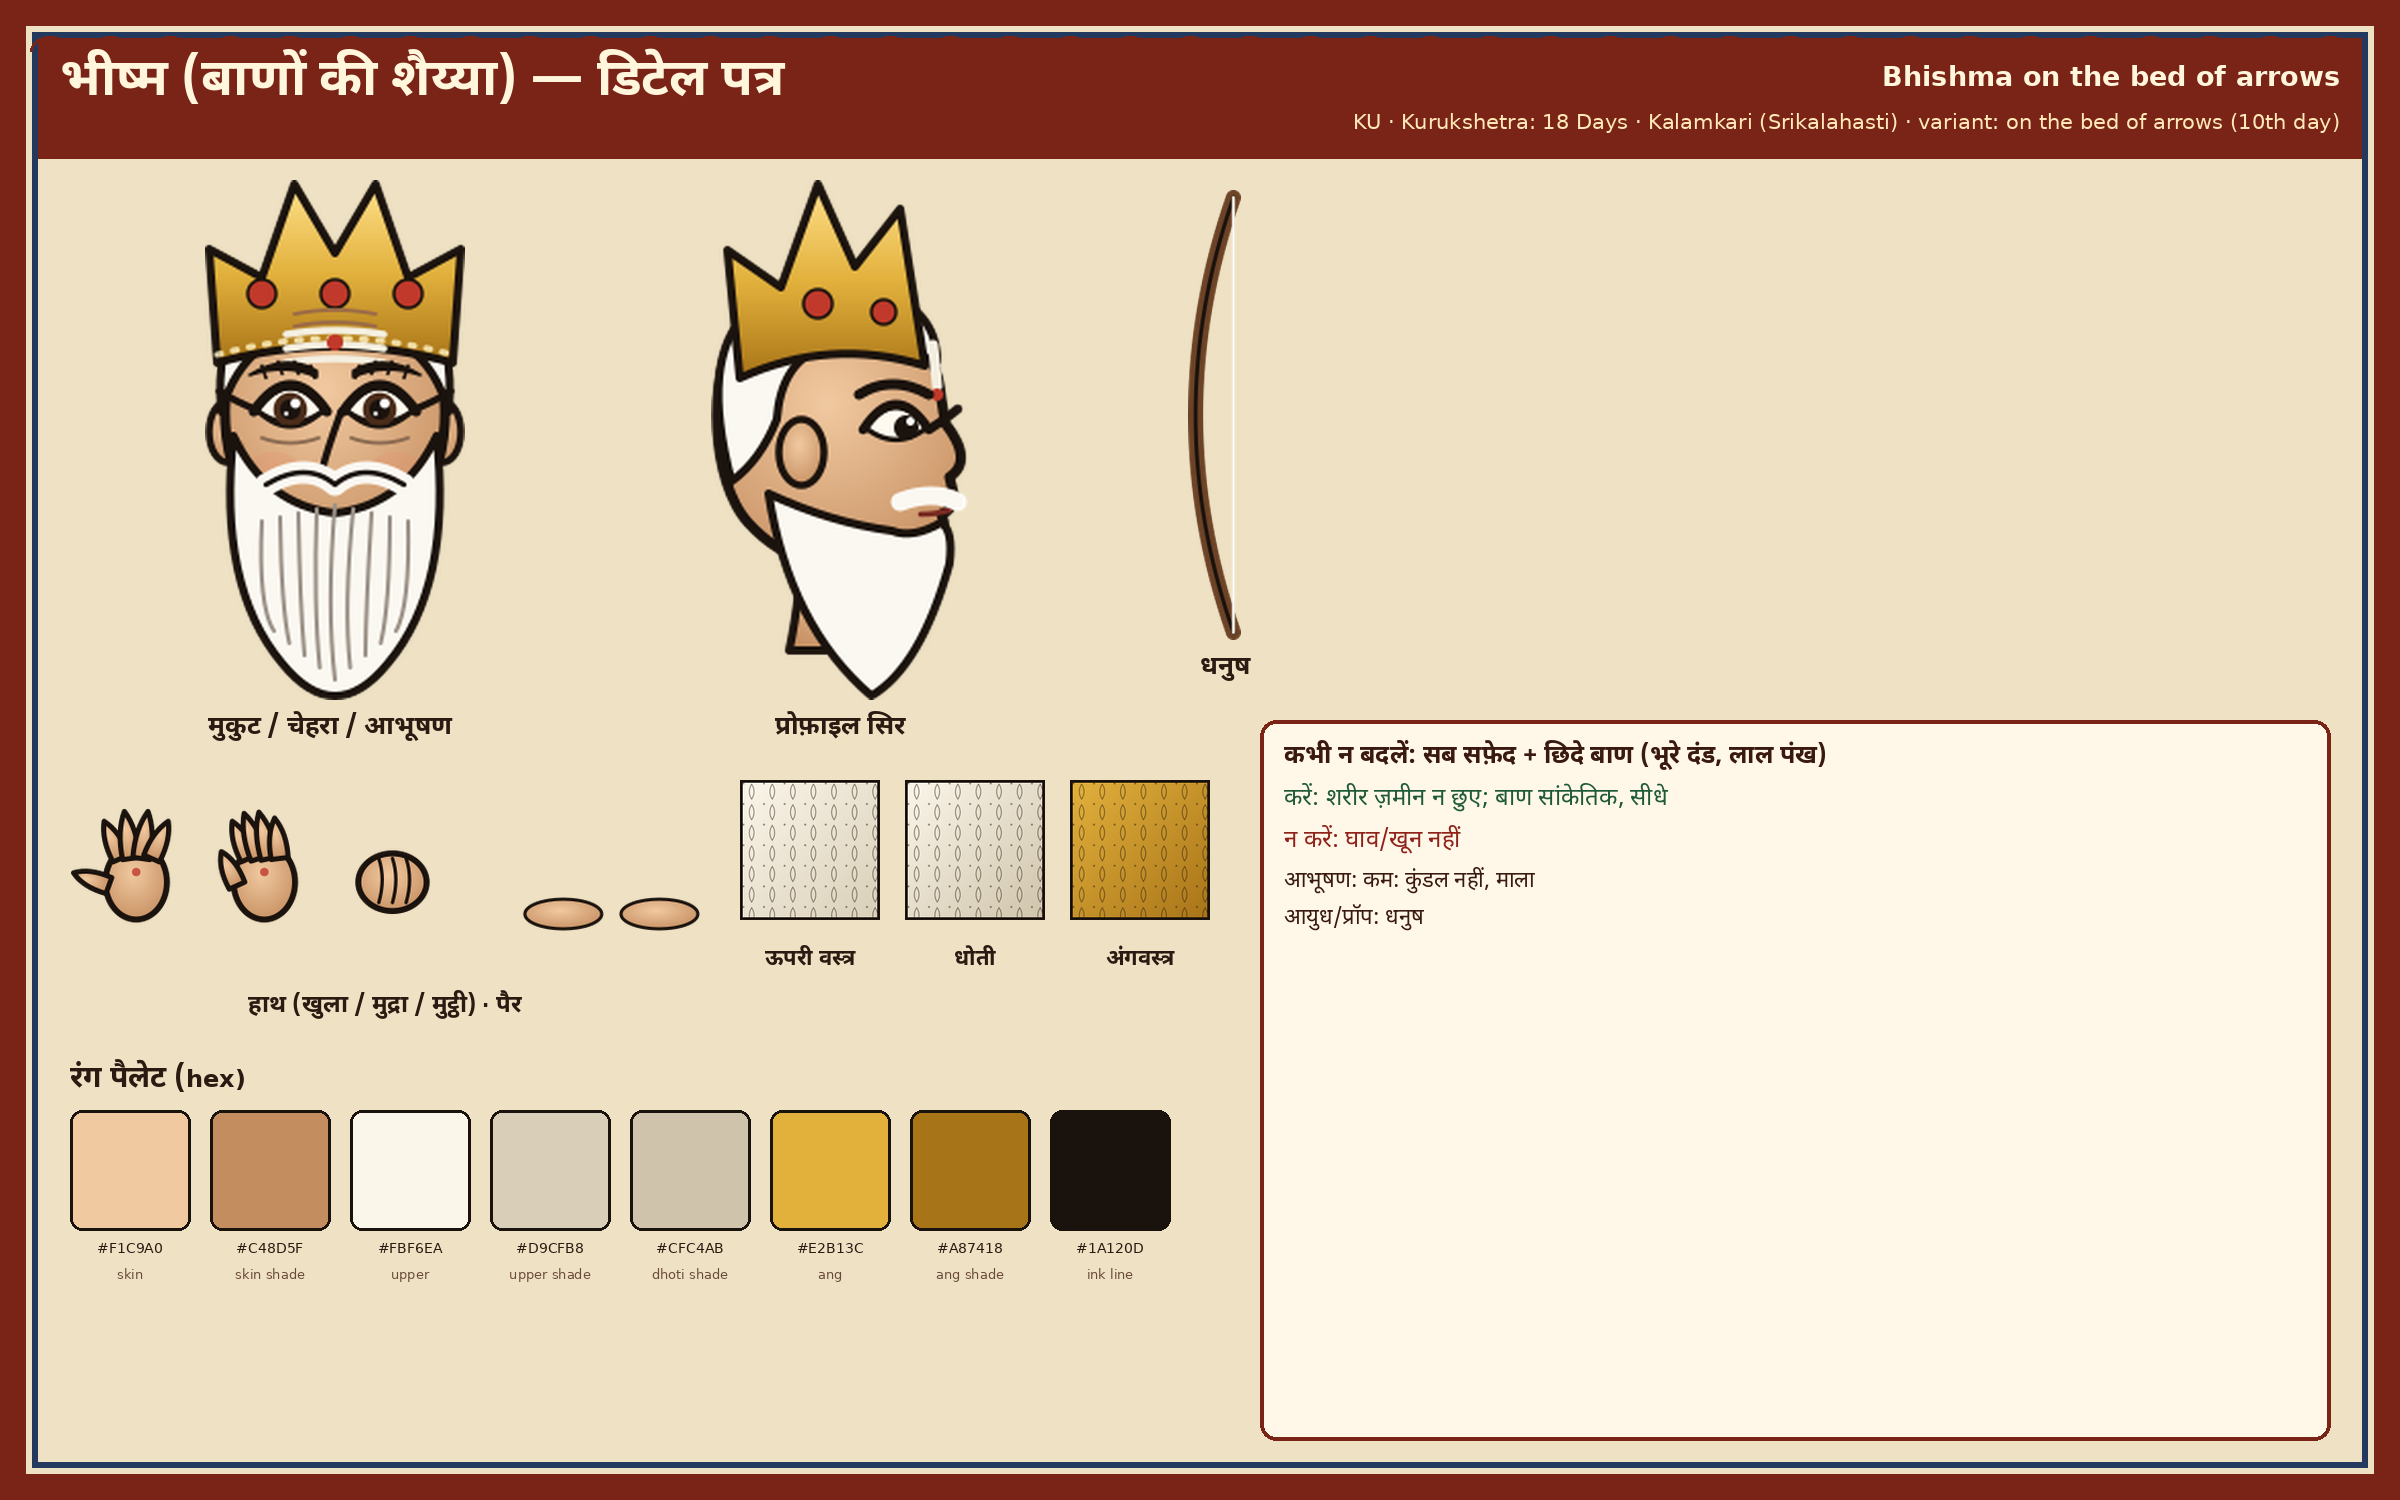 भीष्म (बाणों की शैय्या) — डिटेल पत्र
Bhishma on the bed of arrows
KU · Kurukshetra: 18 Days · Kalamkari (Srikalahasti) · variant: on the bed of arrows (10th day)
धनुष
मुकुट / चेहरा / आभूषण
प्रोफ़ाइल सिर
कभी न बदलें: सब सफ़ेद + छिदे बाण (भूरे दंड, लाल पंख)
करें: शरीर ज़मीन न छुए; बाण सांकेतिक, सीधे
न करें: घाव/खून नहीं
आभूषण: कम: कुंडल नहीं, माला
आयुध/प्रॉप: धनुष
ऊपरी वस्त्र
धोती
अंगवस्त्र
हाथ (खुला / मुद्रा / मुट्ठी) · पैर
रंग पैलेट (hex)
#F1C9A0 #C48D5F #FBF6EA #D9CFB8 #CFC4AB #E2B13C #A87418 #1A120D
skin skin shade upper upper shade dhoti shade ang ang shade ink line